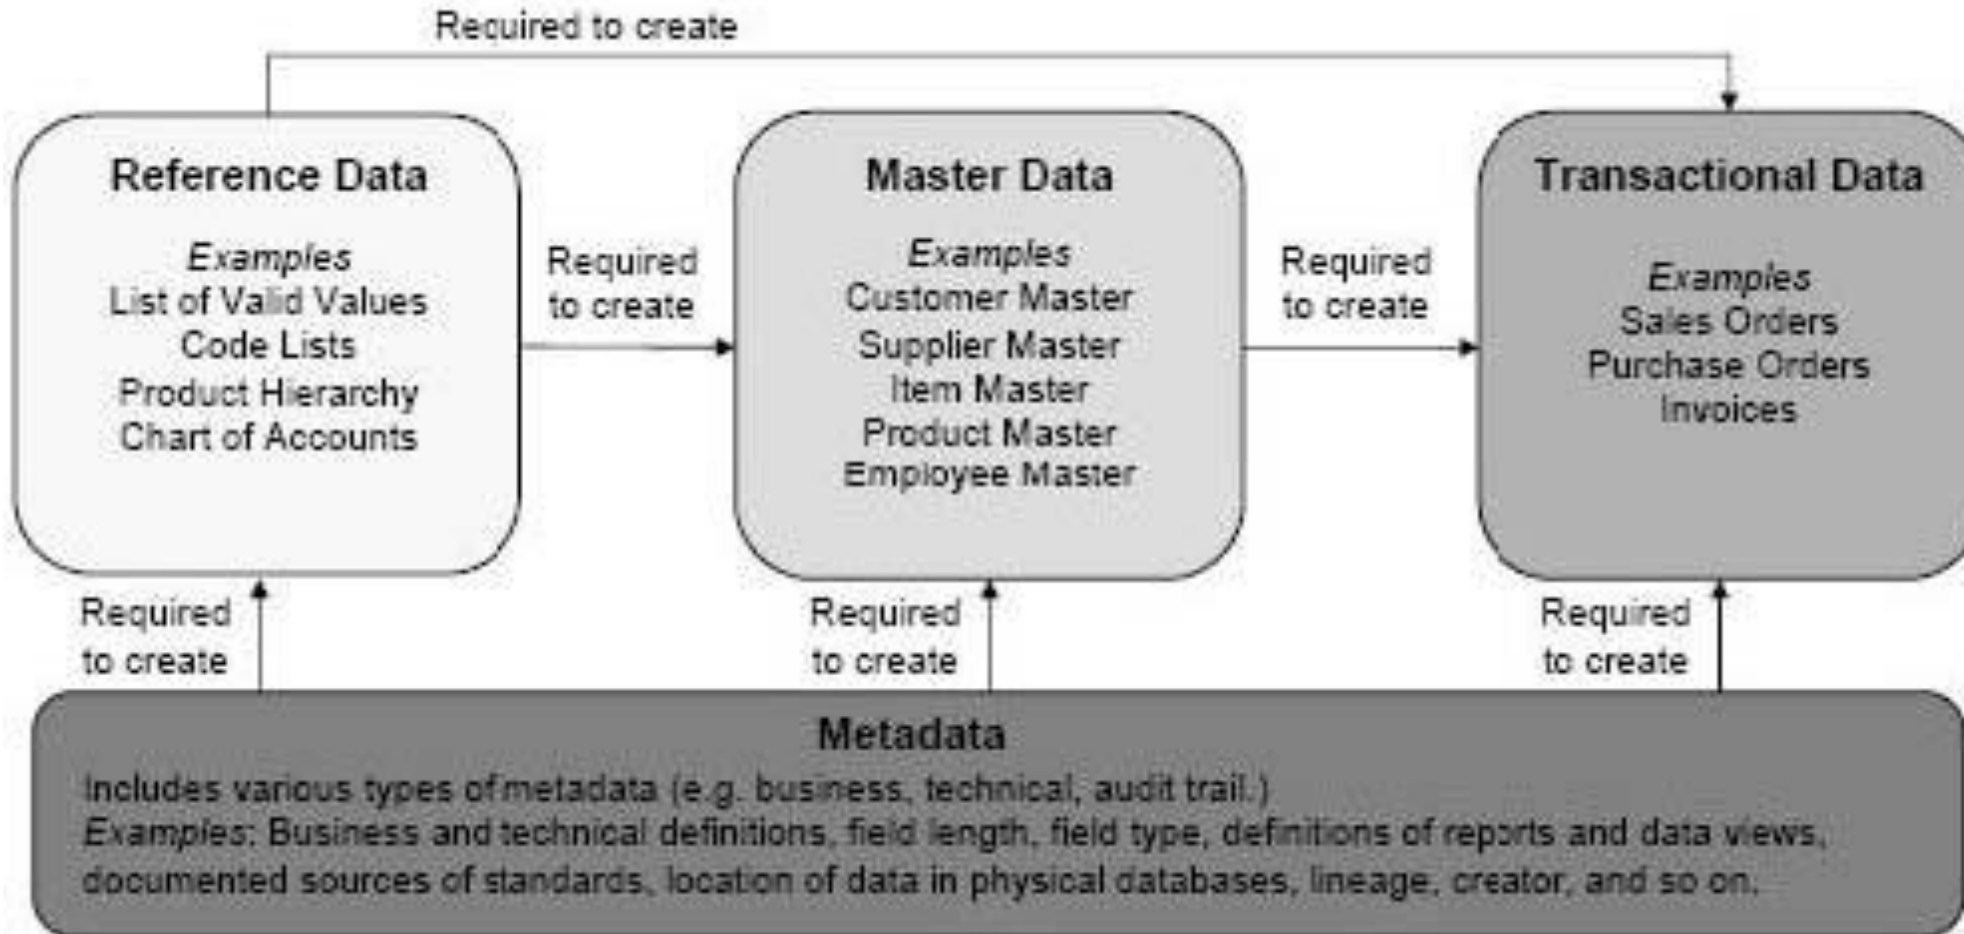 Required to create
Reference Data
Examples
List of Valid Values
Code Lists
Product Hierarchy
Chart of Accounts
Required
to create
Master Data
Examples
Customer Master
Supplier Master
Item Master
Product Master
Employee Master
Required
to create
Transactional Data
Examples
Sales Orders
Purchase Orders
Invoices
Required
to create
Required
to create
Required
to create
Metadata
Includes various types of metadata (e.g. business, technical, audit trail.)
Examples: Business and technical definitions, field length, field type, definitions of reports and data views,
documented sources of standards, location of data in physical databases, lineage, creator, and so on.